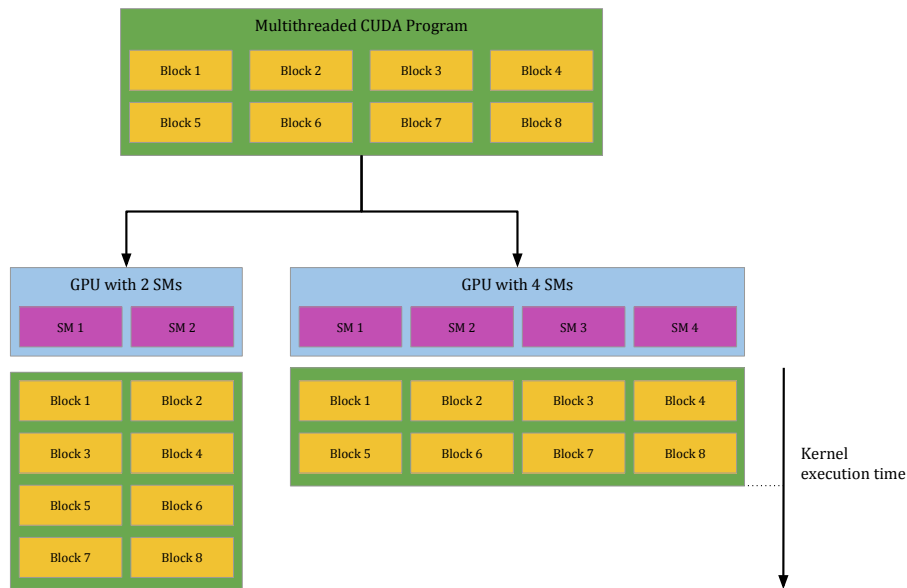 Multithreaded CUDA Program
Block 1
Block 2
Block 3
Block 4
Block 5
Block 6
Block 7
Block 8
GPU with 2 SMs
SM 1
SM 2
Block 1
Block 2
Block 3
Block 4
Block 5
Block 6
Block 7
Block 8
GPU with 4 SMs
SM 1
SM 2
SM 3
SM 4
Block 1
Block 2
Block 3
Block 4
Block 5
Block 6
Block 7
Block 8
Kernel
execution time